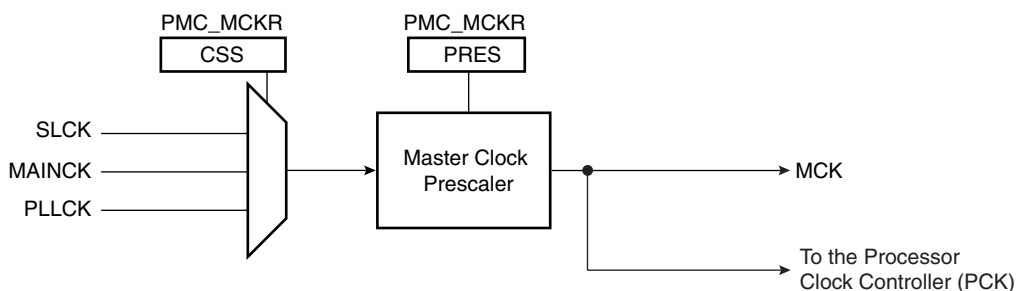 PMC_MCKR
PMC_MCKR
CSS
PRES
SLCK
MAINCK
PLLCK
Master Clock
Prescaler
MCK
To the Processor
Clock Controller (PCK)